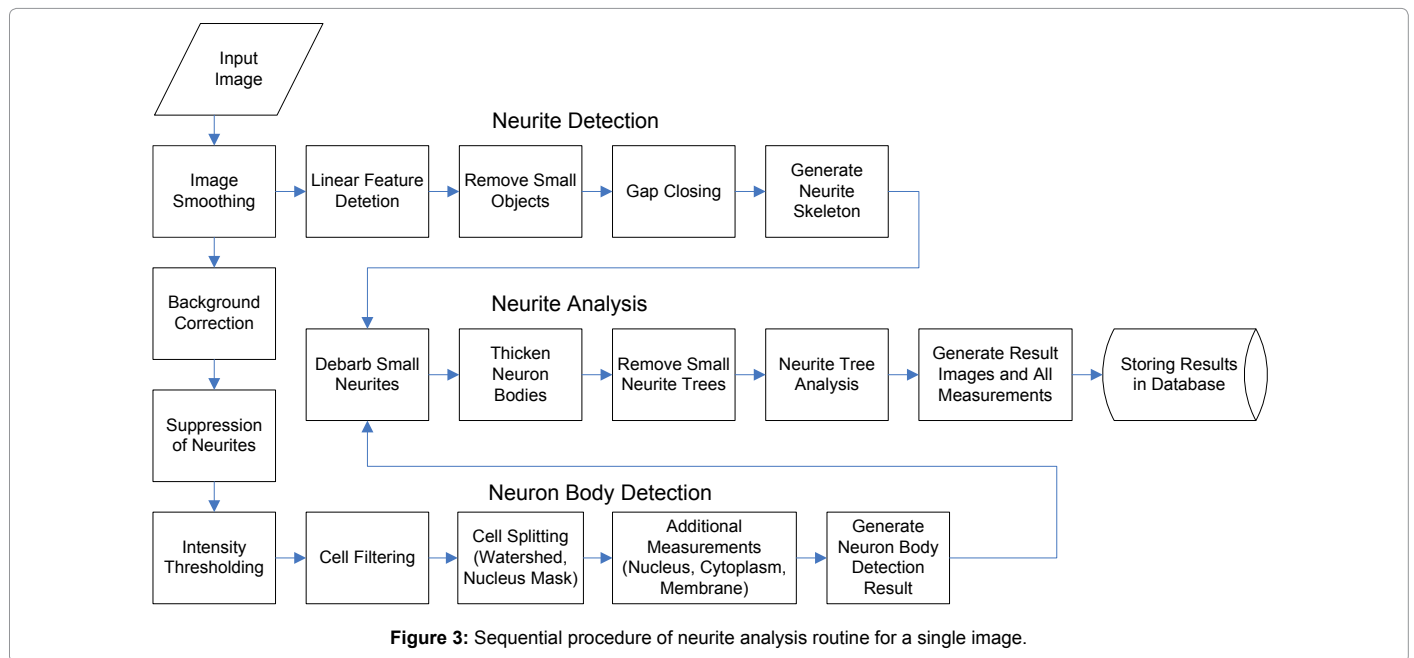 Input
Image
Neurite Detection
Image
Smoothing
Linear Feature
Detetion
Remove Small
Objects
Gap Closing
Generate
Neurite
Skeleton
Background
Correction
Neurite Analysis
Debarb Small
Neurites
Thicken
Neuron
Bodies
Remove Small
Neurite Trees
Neurite Tree
Analysis
Generate Result
Images and All
Measurements
Storing Results
in Database
Suppression
of Neurites
Neuron Body Detection
Intensity
Thresholding
Cell Filtering
Cell Splitting
(Watershed,
Nucleus Mask)
Additional
Measurements
(Nucleus, Cytoplasm,
Membrane)
Generate
Neuron Body
Detection
Result
Figure 3: Sequential procedure of neurite analysis routine for a single image.